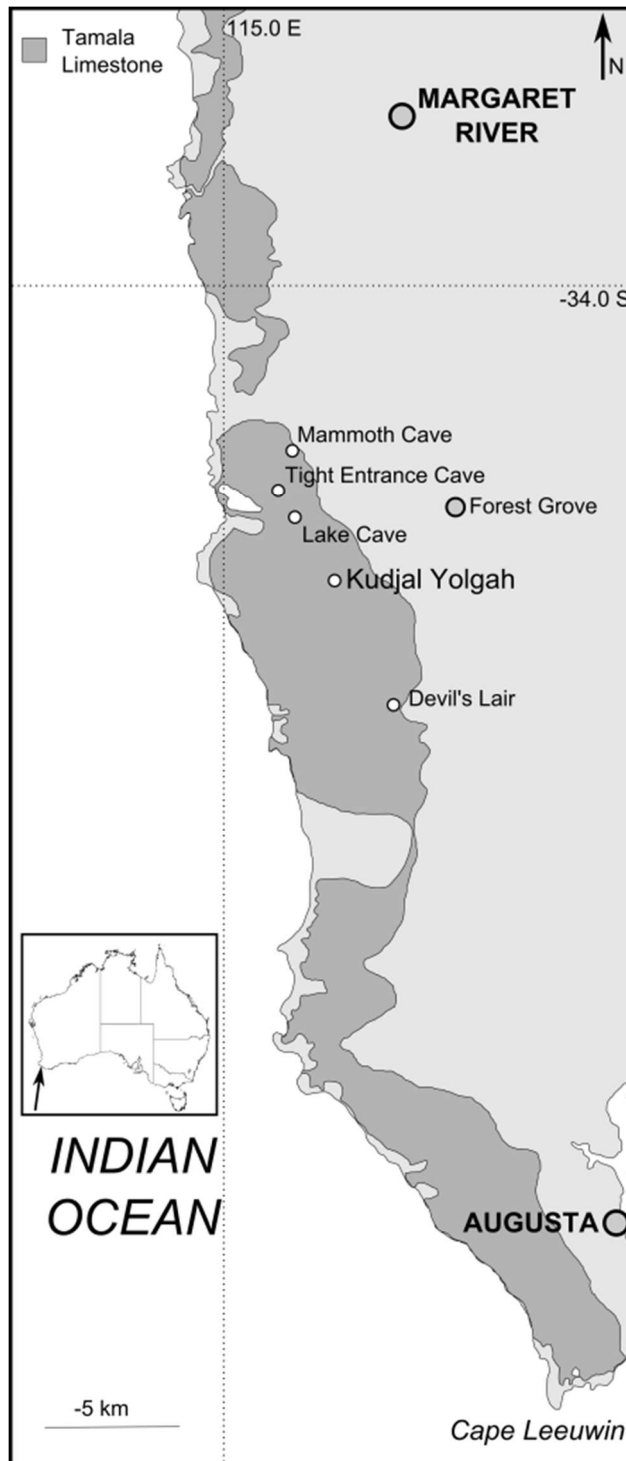 Tamala
Limestone
115.0 E
N
MARGARET
RIVER
-34.0 S
Mammoth Cave
Tight Entrance Cave
Forest Grove
Lake Cave
Kudjal Yolgah
Devil's Lair
INDIAN
OCEAN
AUGUSTA
-5 km
Cape Leeuwin